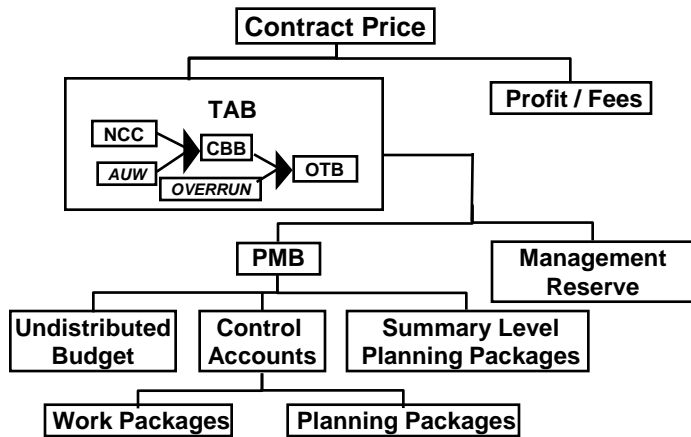 Contract Price
TAB
Profit / Fees
NCC
CBB
AUW
OVERRUN
OTB
PMB
Management
Reserve
Undistributed
Budget
Control
Accounts
Summary Level
Planning Packages
Work Packages
Planning Packages